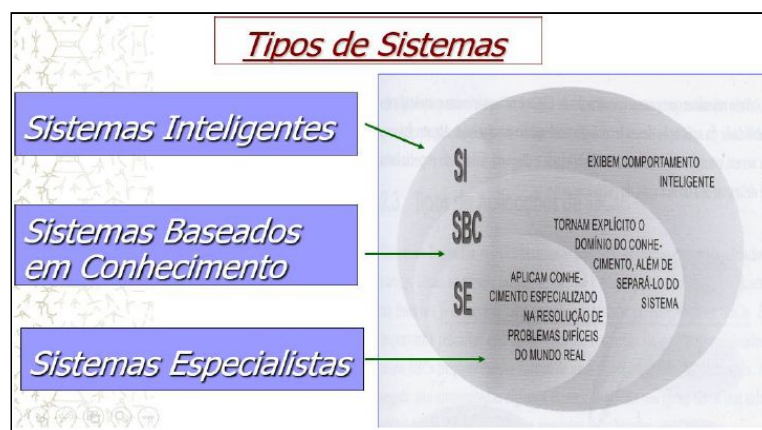 Tipos de Sistemas
Sistemas Inteligentes
Sistemas Baseados
em Conhecimento
Sistemas Especialistas
SI
EXIBEM COMPORTAMENTO
INTELIGENTE
SBC
TORNAM EXPLÍCITO O
DOMÍNIO DO CONHE-
CIMENTO, ALÉM DE
SEPARÁ-LO DO
SISTEMA
SE
APLICAM CONHE-
CIMENTO ESPECIALIZADO
NA RESOLUÇÃO DE
PROBLEMAS DIFÍCEIS
DO MUNDO REAL